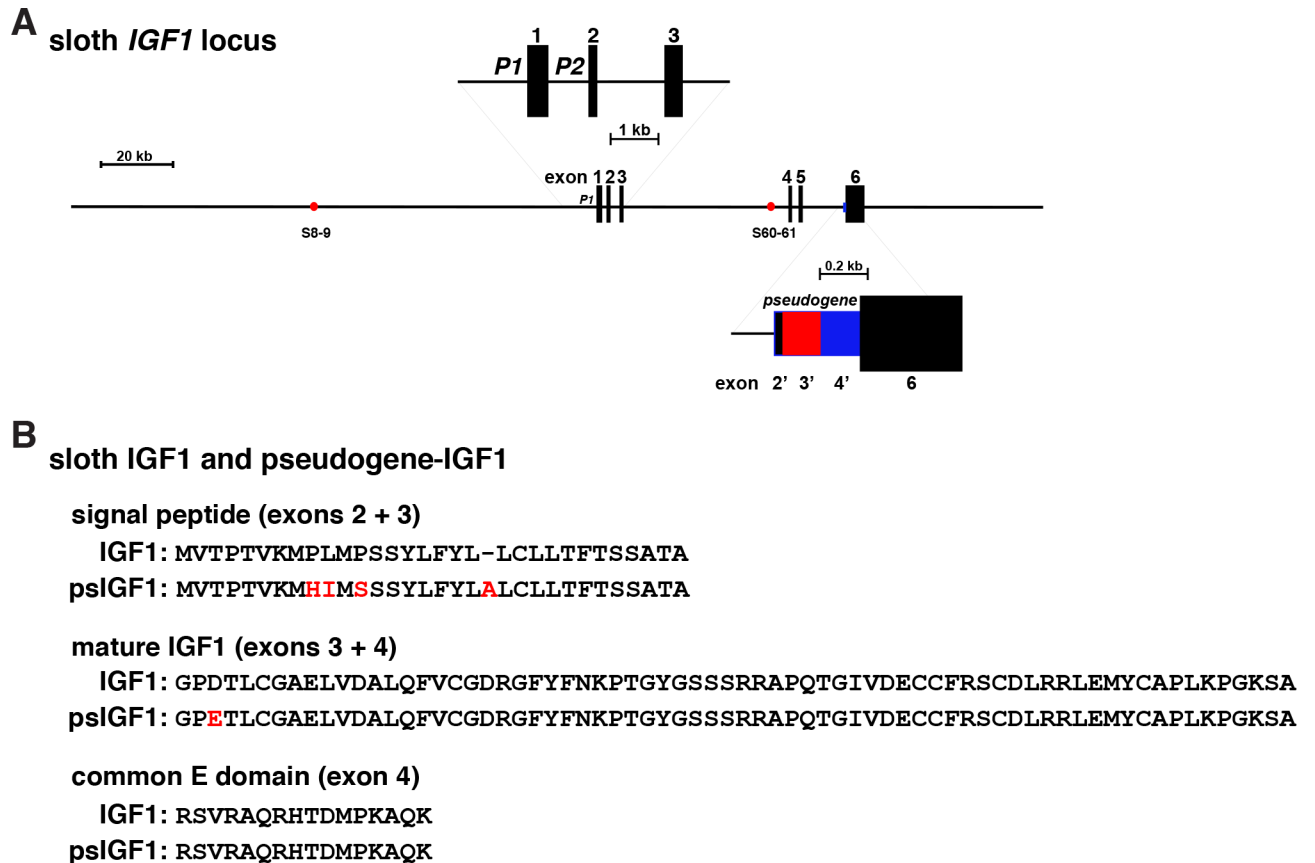 A
sloth IGF1 locus
1 2 3
P1 P2
1 kb
20 kb
exon 1 2 3 4 5 6
P1
S8-9 S60-61
0.2 kb
pseudogene
exon 2’ 3’ 4’ 6
B
sloth IGF1 and pseudogene-IGF1
signal peptide (exons 2 + 3)
IGF1: MVTPTVKMPLMPSSYLFYL–LCLLTFTSSATA
psIGF1: MVTPTVKMHIMSSSYLFYLALCLLTFTSSATA
mature IGF1 (exons 3 + 4)
IGF1: GPDTLCGAELVDALQFVCGDRGFYFNKPTGYGSSSRRAPQTGIVDECCFRSCDLRRLEMYCAPLKPGKSA
psIGF1: GPETLCGAELVDALQFVCGDRGFYFNKPTGYGSSSRRAPQTGIVDECCFRSCDLRRLEMYCAPLKPGKSA
common E domain (exon 4)
IGF1: RSVRAQRHTDMPKAQK
psIGF1: RSVRAQRHTDMPKAQK